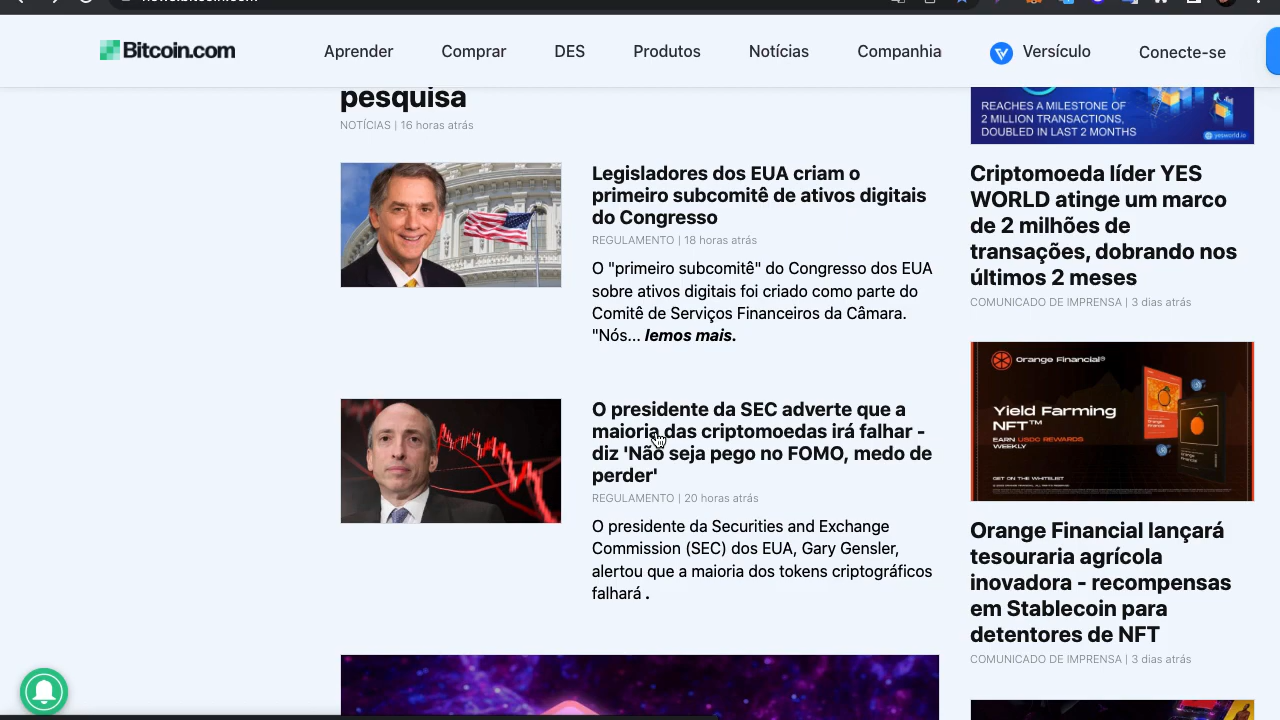 Bitcoin.com
Aprender
Comprar
DES
Produtos
Notícias
Companhia
Versículo
Conecte-se
pesquisa
NOTÍCIAS | 16 horas atrás
Legisladores dos EUA criam o
primeiro subcomitê de ativos digitais
do Congresso
REGULAMENTO | 18 horas atrás
O "primeiro subcomitê" do Congresso dos EUA
sobre ativos digitais foi criado como parte do
Comitê de Serviços Financeiros da Câmara.
"Nós... lemos mais.
O presidente da SEC adverte que a
maioria das criptomoedas irá falhar -
diz 'Não seja pego no FOMO, medo de
perder'
REGULAMENTO | 20 horas atrás
O presidente da Securities and Exchange
Commission (SEC) dos EUA, Gary Gensler,
alertou que a maioria dos tokens criptográficos
falhará .
REACHES A MILESTONE OF
2 MILLION TRANSACTIONS,
DOUBLED IN LAST 2 MONTHS
yesworld.io
Criptomoeda líder YES
WORLD atinge um marco
de 2 milhões de
transações, dobrando nos
últimos 2 meses
COMUNICADO DE IMPRENSA | 3 dias atrás
Orange Financial
Yield Farming
NFT™
EARN USDC REWARDS
WEEKLY
GET ON THE WHITELIST
Orange Financial lançará
tesouraria agrícola
inovadora - recompensas
em Stablecoin para
detentores de NFT
COMUNICADO DE IMPRENSA | 3 dias atrás